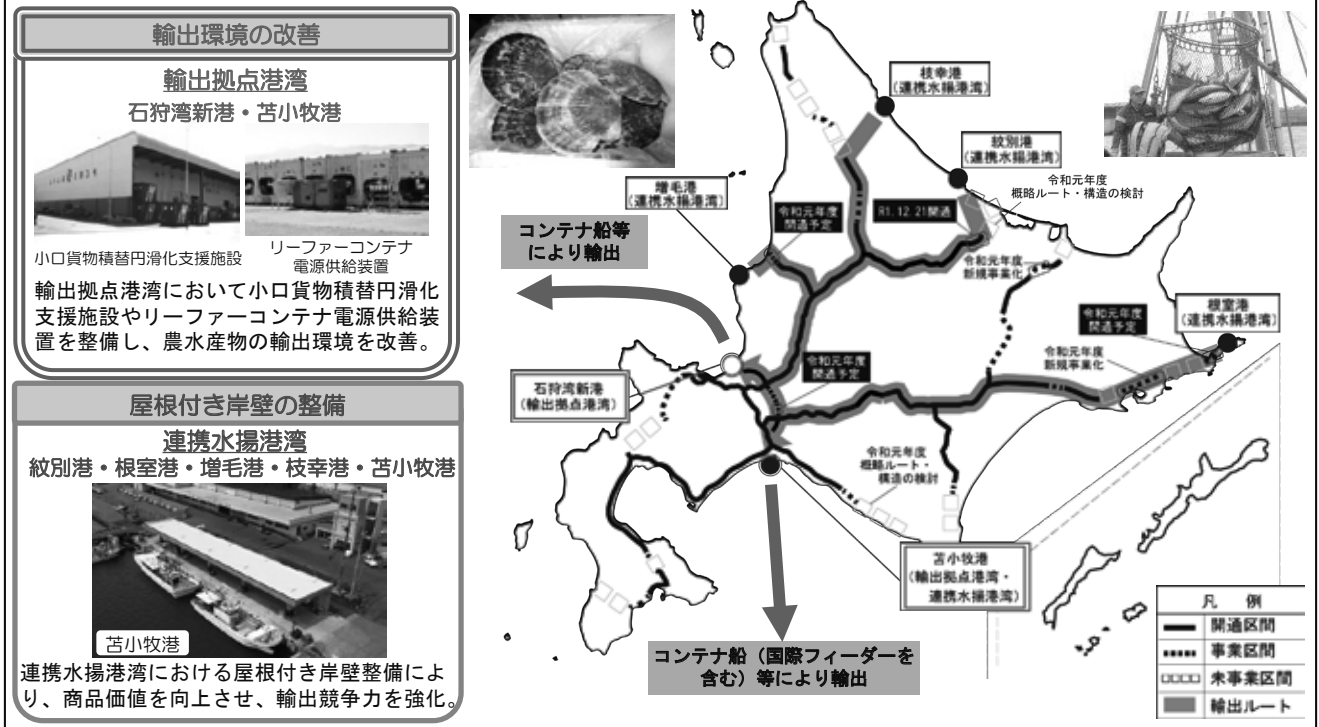 輸出環境の改善
輸出拠点港湾
石狩湾新港・苫小牧港
小口貨物積替円滑化支援施設
リーファーコンテナ
電源供給装置
輸出拠点港湾において小口貨物積替円滑化
支援施設やリーファーコンテナ電源供給装
置を整備し、農水産物の輸出環境を改善。
屋根付き岸壁の整備
連携水揚港湾
紋別港・根室港・増毛港・枝幸港・苫小牧港
苫小牧港
連携水揚港湾における屋根付き岸壁整備によ
り、商品価値を向上させ、輸出競争力を強化。
枝幸港
(連携水揚港湾)
紋別港
(連携水揚港湾)
令和元年度
概略ルート・構造の検討
増毛港
(連携水揚港湾)
令和元年度
開通予定
R1.12.21開通
コンテナ船等
により輸出
令和元年度
新規事業化
根室港
(連携水揚港湾)
令和元年度
開通予定
令和元年度
新規事業化
令和元年度
開通予定
石狩湾新港
(輸出拠点港湾)
令和元年度
概略ルート・
構造の検討
苫小牧港
(輸出拠点港湾・
連携水揚港湾)
コンテナ船(国際フィーダーを
含む)等により輸出
凡 例
開通区間
事業区間
未事業区間
輸出ルート